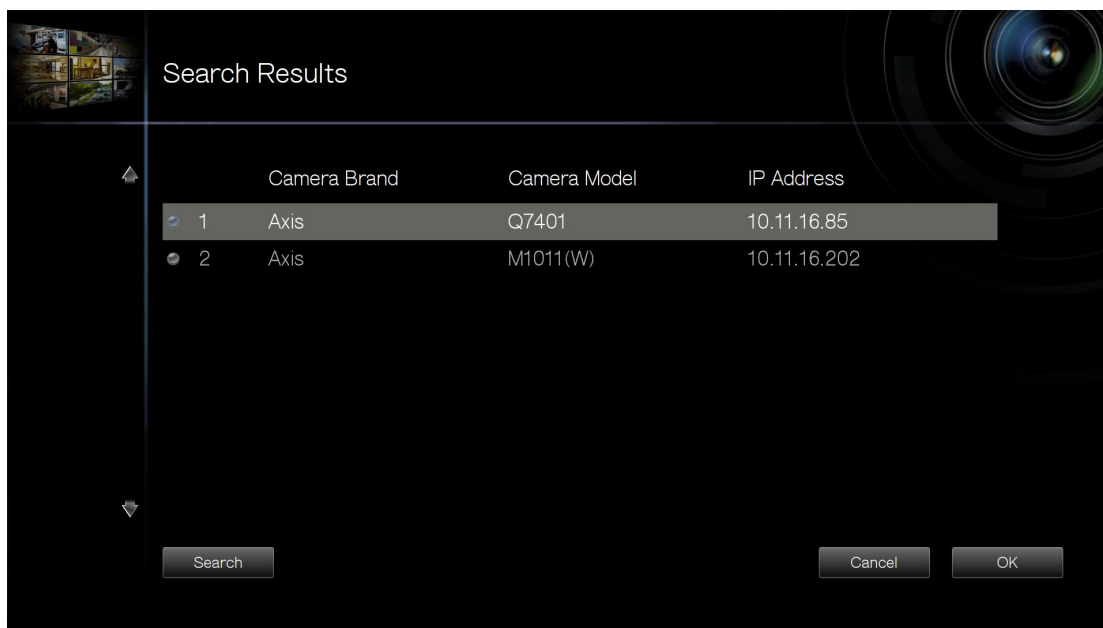 Search Results
Camera Brand Camera Model IP Address
1 Axis Q7401 10.11.16.85
2 Axis M1011(W) 10.11.16.202
Search Cancel OK